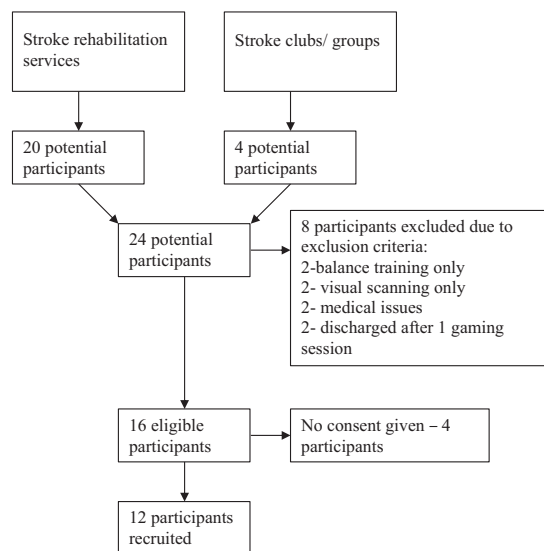 Stroke rehabilitation
services
Stroke clubs/ groups
20 potential
participants
4 potential
participants
24 potential
participants
8 participants excluded due to
exclusion criteria:
2-balance training only
2- visual scanning only
2- medical issues
2- discharged after 1 gaming
session
16 eligible
participants
No consent given – 4
participants
12 participants
recruited